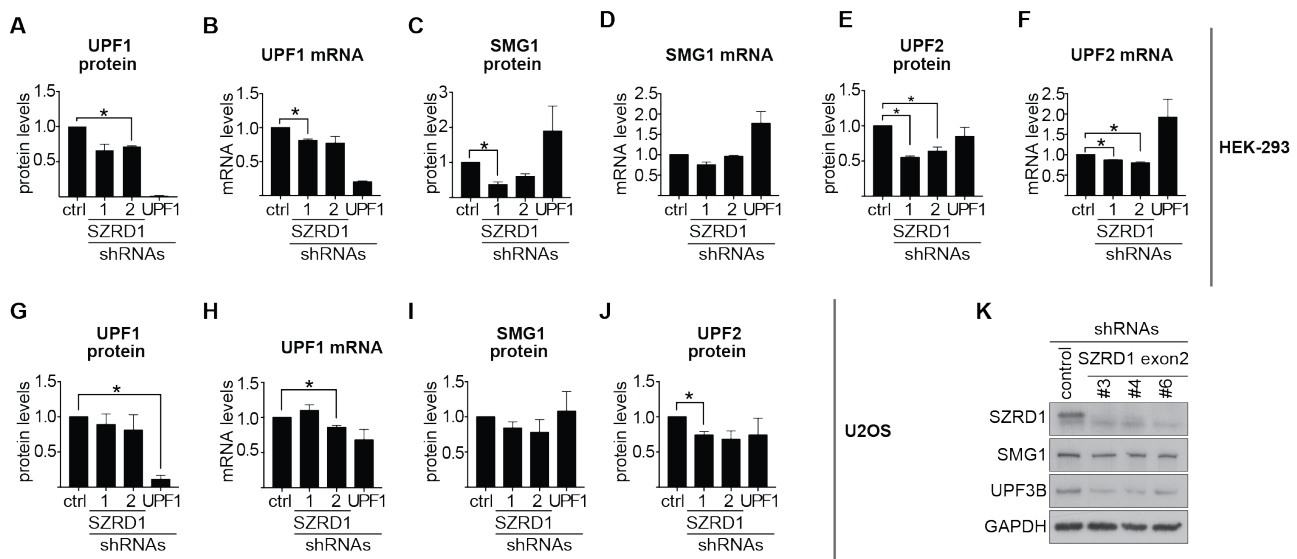 A
UPF1
protein
protein levels
1.5
1.0
0.5
*
ctrl 1 2 UPF1
SZRD1
shRNAs
B
UPF1 mRNA
mRNA levels
1.5
1.0
0.5
*
ctrl 1 2 UPF1
SZRD1
shRNAs
C
SMG1
protein
protein levels
3
2
1
*
ctrl 1 2 UPF1
SZRD1
shRNAs
D
SMG1 mRNA
mRNA levels
2.5
2.0
1.5
1.0
0.5
ctrl 1 2 UPF1
SZRD1
shRNAs
E
UPF2
protein
protein levels
1.5
1.0
0.5
*
*
ctrl 1 2 UPF1
SZRD1
shRNAs
F
UPF2 mRNA
mRNA levels
2.5
2.0
1.5
1.0
0.5
*
*
ctrl 1 2 UPF1
SZRD1
shRNAs
HEK-293
G
UPF1
protein
protein levels
1.5
1.0
0.5
*
ctrl 1 2 UPF1
SZRD1
shRNAs
H
UPF1 mRNA
mRNA levels
1.5
1.0
0.5
*
ctrl 1 2 UPF1
SZRD1
shRNAs
I
SMG1
protein
protein levels
1.5
1.0
0.5
ctrl 1 2 UPF1
SZRD1
shRNAs
J
UPF2
protein
protein levels
1.5
1.0
0.5
*
ctrl 1 2 UPF1
SZRD1
shRNAs
U2OS
K
shRNAs
control
SZRD1 exon2
#3
#4
#6
SZRD1
SMG1
UPF3B
GAPDH